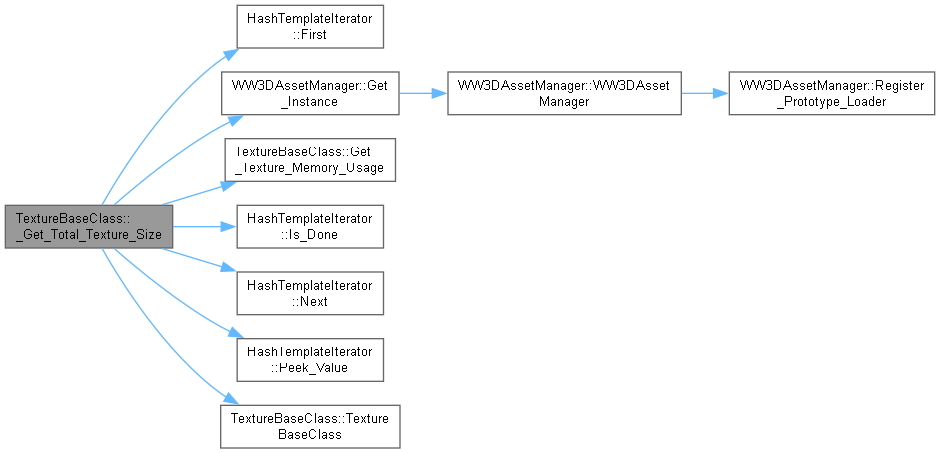 HashTemplateIterator
::First
WW3DAssetManager::Get
_Instance
WW3DAssetManager::WW3DAsset
Manager
WW3DAssetManager::Register
_Prototype_Loader
TextureBaseClass::Get
_Texture_Memory_Usage
TextureBaseClass::
_Get_Total_Texture_Size
HashTemplateIterator
::Is_Done
HashTemplateIterator
::Next
HashTemplateIterator
::Peek_Value
TextureBaseClass::Texture
BaseClass